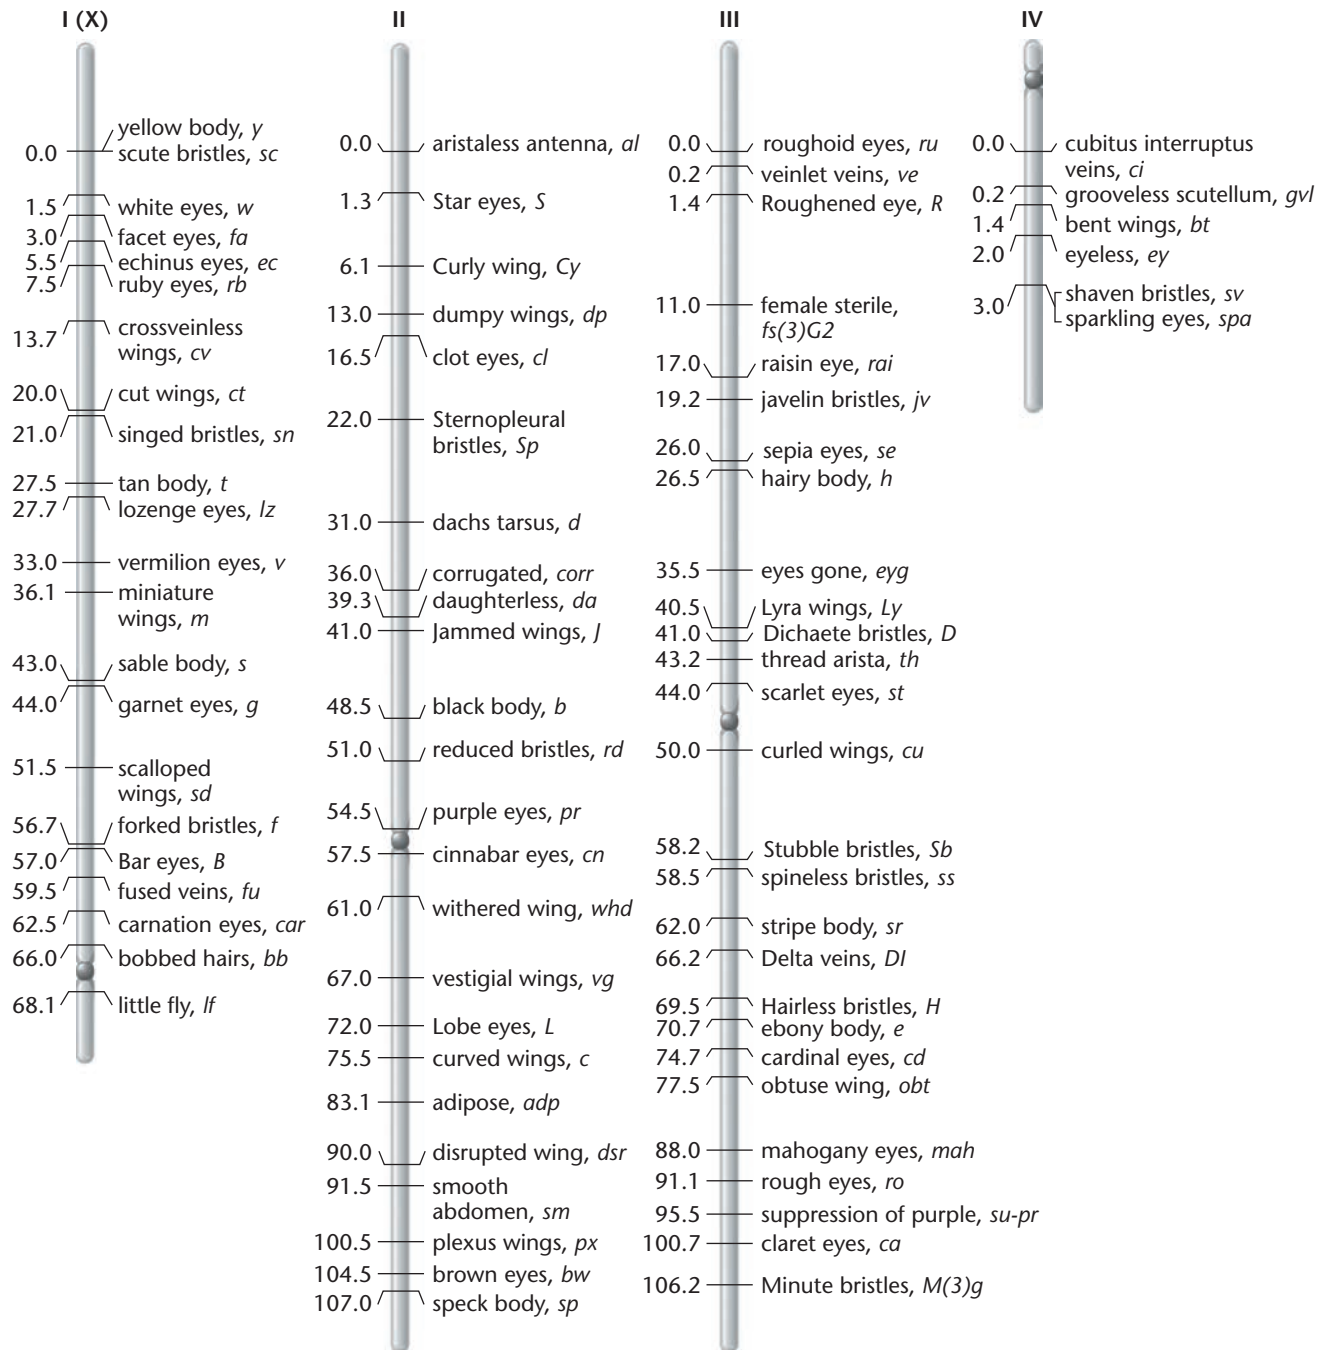 I (X)
0.0
yellow body, y
scute bristles, sc
1.5 white eyes, w
3.0 facet eyes, fa
5.5 echinus eyes, ec
7.5 ruby eyes, rb
13.7 crossveinless
wings, cv
20.0 cut wings, ct
21.0 singed bristles, sn
27.5 tan body, t
27.7 lozenge eyes, lz
33.0 vermilion eyes, v
36.1 miniature
wings, m
43.0 sable body, s
44.0 garnet eyes, g
51.5 scalloped
wings, sd
56.7 forked bristles, f
57.0 Bar eyes, B
59.5 fused veins, fu
62.5 carnation eyes, car
66.0 bobbed hairs, bb
68.1 little fly, lf
II
0.0 aristaless antenna, al
1.3 Star eyes, S
6.1 Curly wing, Cy
13.0 dumpy wings, dp
16.5 clot eyes, cl
22.0 Sternopleural
bristles, Sp
31.0 dachs tarsus, d
36.0 corrugated, corr
39.3 daughterless, da
41.0 Jammed wings, J
48.5 black body, b
51.0 reduced bristles, rd
54.5 purple eyes, pr
57.5 cinnabar eyes, cn
61.0 withered wing, whd
67.0 vestigial wings, vg
72.0 Lobe eyes, L
75.5 curved wings, c
83.1 adipose, adp
90.0 disrupted wing, dsr
91.5 smooth
abdomen, sm
100.5 plexus wings, px
104.5 brown eyes, bw
107.0 speck body, sp
III
0.0 roughoid eyes, ru
0.2 veinlet veins, ve
1.4 Roughened eye, R
11.0 female sterile,
fs(3)G2
17.0 raisin eye, rai
19.2 javelin bristles, jv
26.0 sepia eyes, se
26.5 hairy body, h
35.5 eyes gone, eyg
40.5 Lyra wings, Ly
41.0 Dichaete bristles, D
43.2 thread arista, th
44.0 scarlet eyes, st
50.0 curled wings, cu
58.2 Stubble bristles, Sb
58.5 spineless bristles, ss
62.0 stripe body, sr
66.2 Delta veins, DI
69.5 Hairless bristles, H
70.7 ebony body, e
74.7 cardinal eyes, cd
77.5 obtuse wing, obt
88.0 mahogany eyes, mah
91.1 rough eyes, ro
95.5 suppression of purple, su-pr
100.7 claret eyes, ca
106.2 Minute bristles, M(3)g
IV
0.0 cubitus interruptus
veins, ci
0.2 grooveless scutellum, gvl
1.4 bent wings, bt
2.0 eyeless, ey
3.0
shaven bristles, sv
sparkling eyes, spa